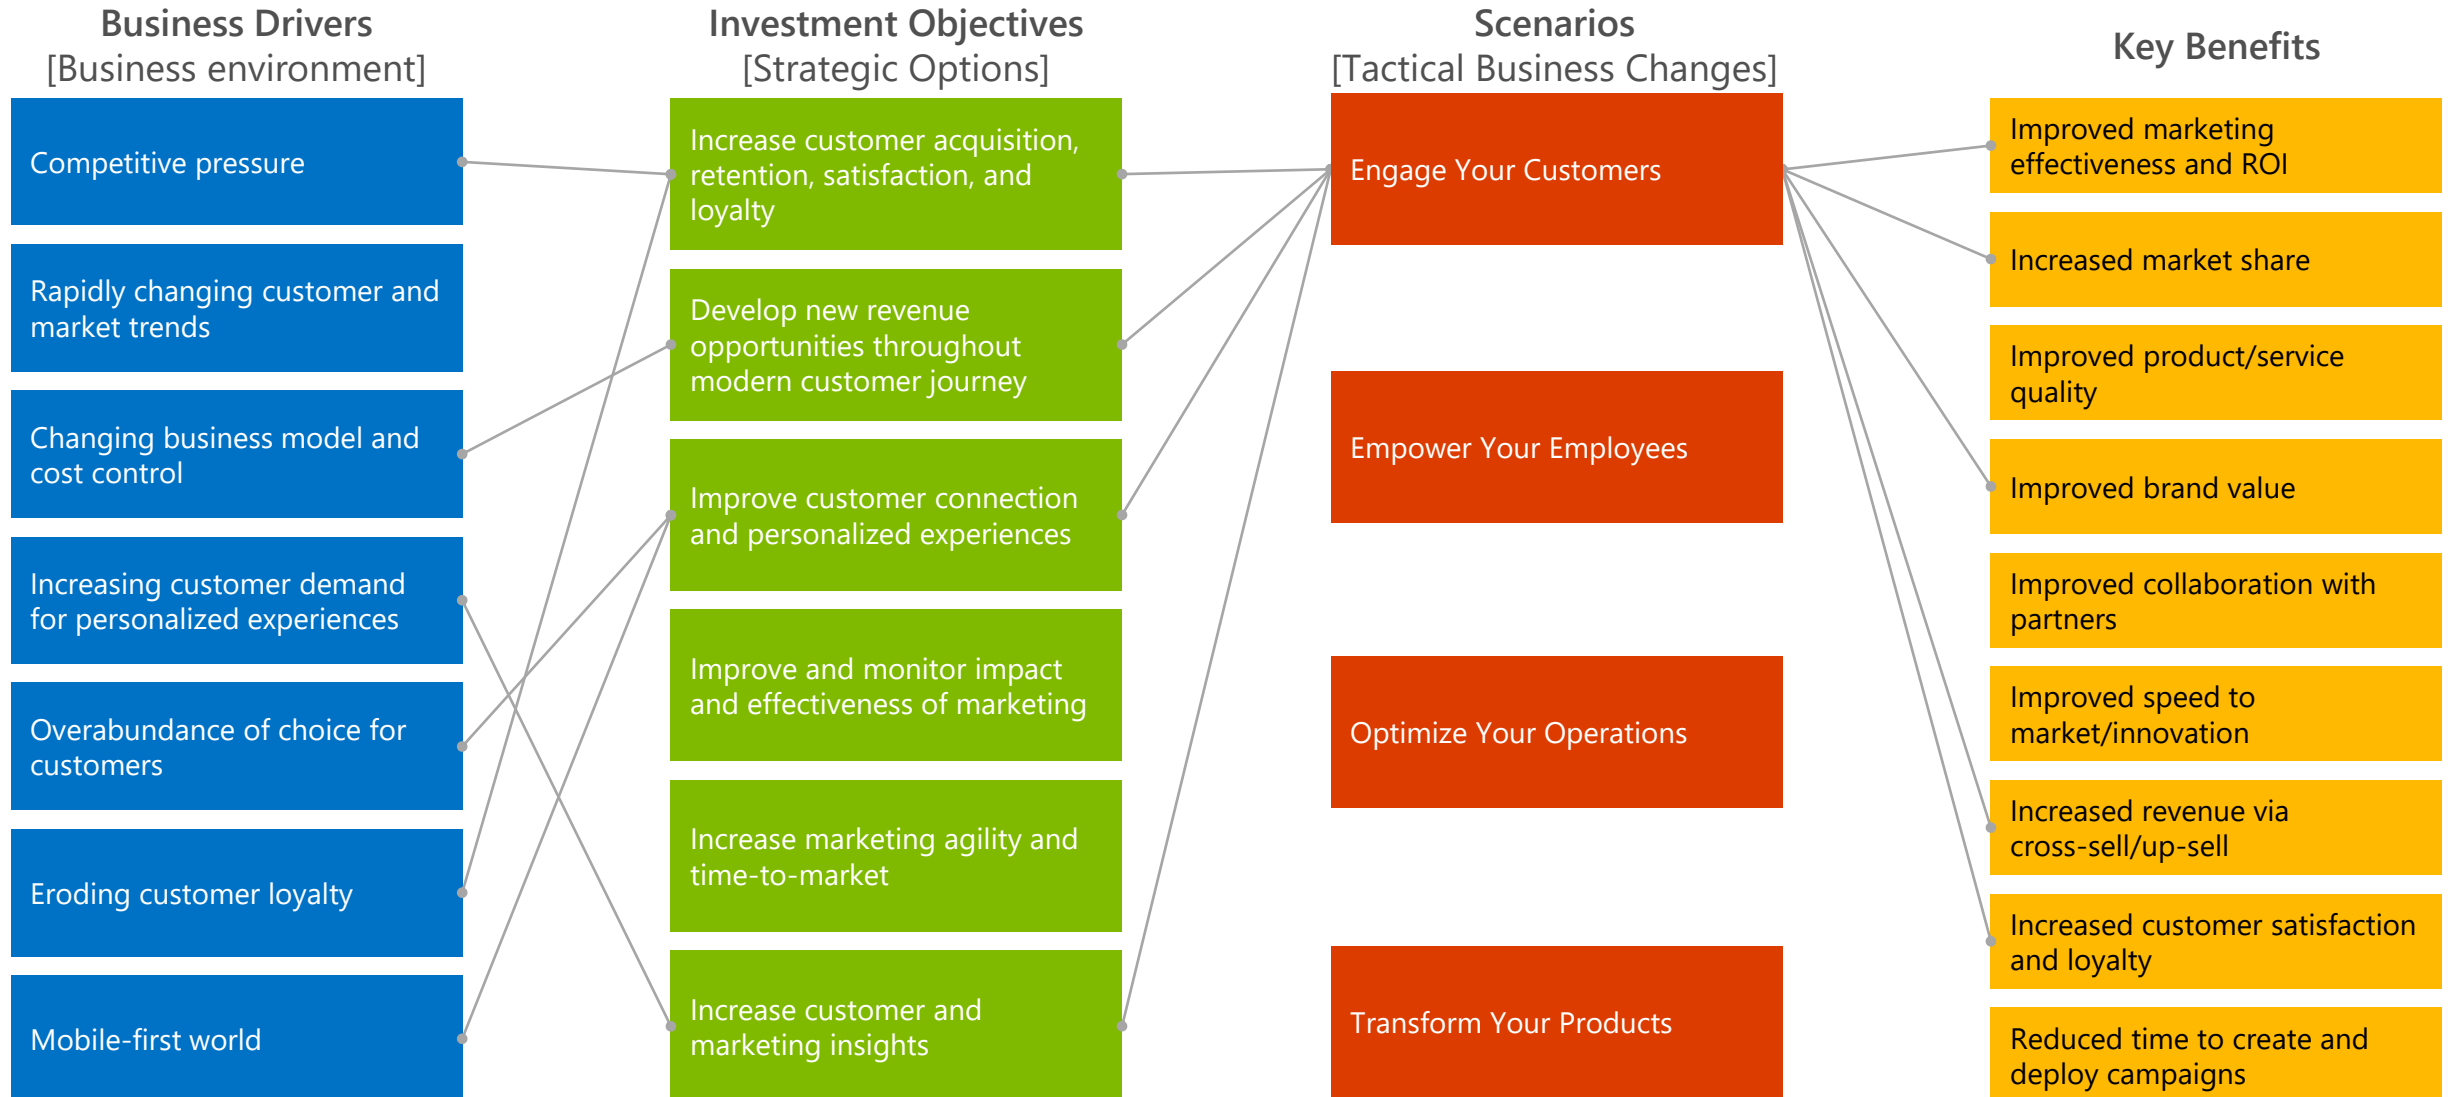 Business Drivers
[Business environment]
Competitive pressure
Rapidly changing customer and
market trends
Changing business model and
cost control
Increasing customer demand
for personalized experiences
Overabundance of choice for
customers
Eroding customer loyalty
Mobile-first world
Investment Objectives
[Strategic Options]
Increase customer acquisition,
retention, satisfaction, and
loyalty
Develop new revenue
opportunities throughout
modern customer journey
Improve customer connection
and personalized experiences
Improve and monitor impact
and effectiveness of marketing
Increase marketing agility and
time-to-market
Increase customer and
marketing insights
Scenarios
[Tactical Business Changes]
Engage Your Customers
Empower Your Employees
Optimize Your Operations
Transform Your Products
Key Benefits
Improved marketing
effectiveness and ROI
Increased market share
Improved product/service
quality
Improved brand value
Improved collaboration with
partners
Improved speed to
market/innovation
Increased revenue via
cross-sell/up-sell
Increased customer satisfaction
and loyalty
Reduced time to create and
deploy campaigns